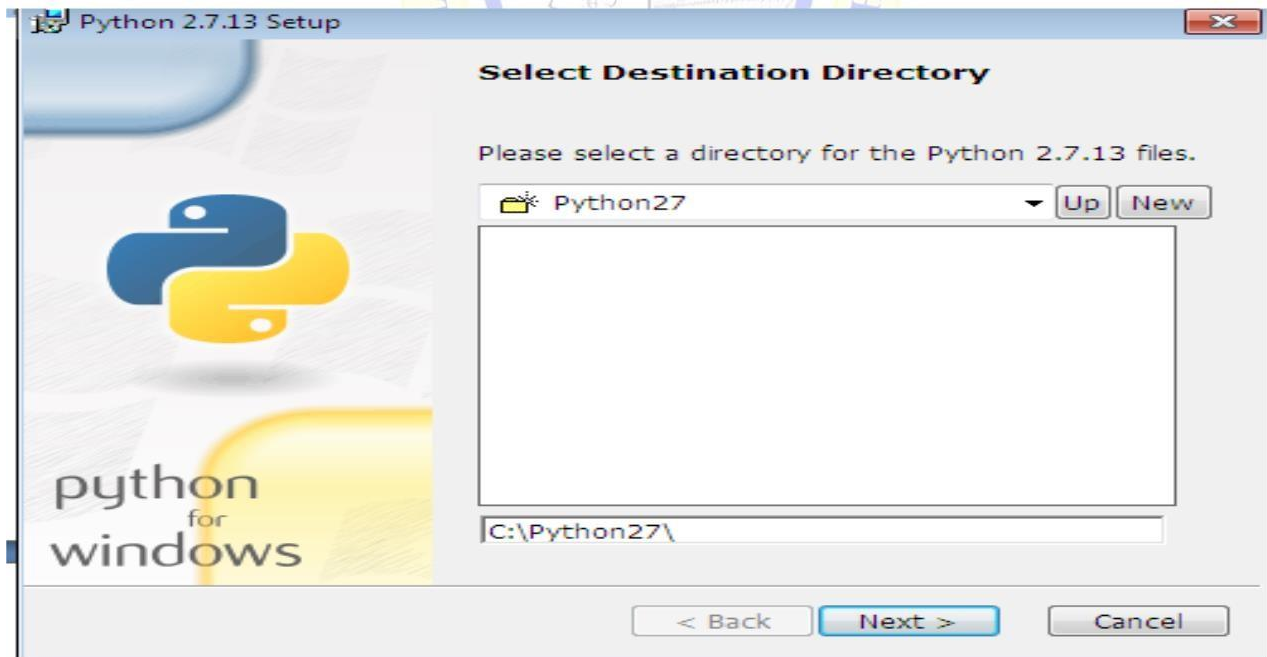 Python 2.7.13 Setup
Select Destination Directory
Please select a directory for the Python 2.7.13 files.
Python27
Up New
C:\Python27\
python
for
windows
< Back Next > Cancel